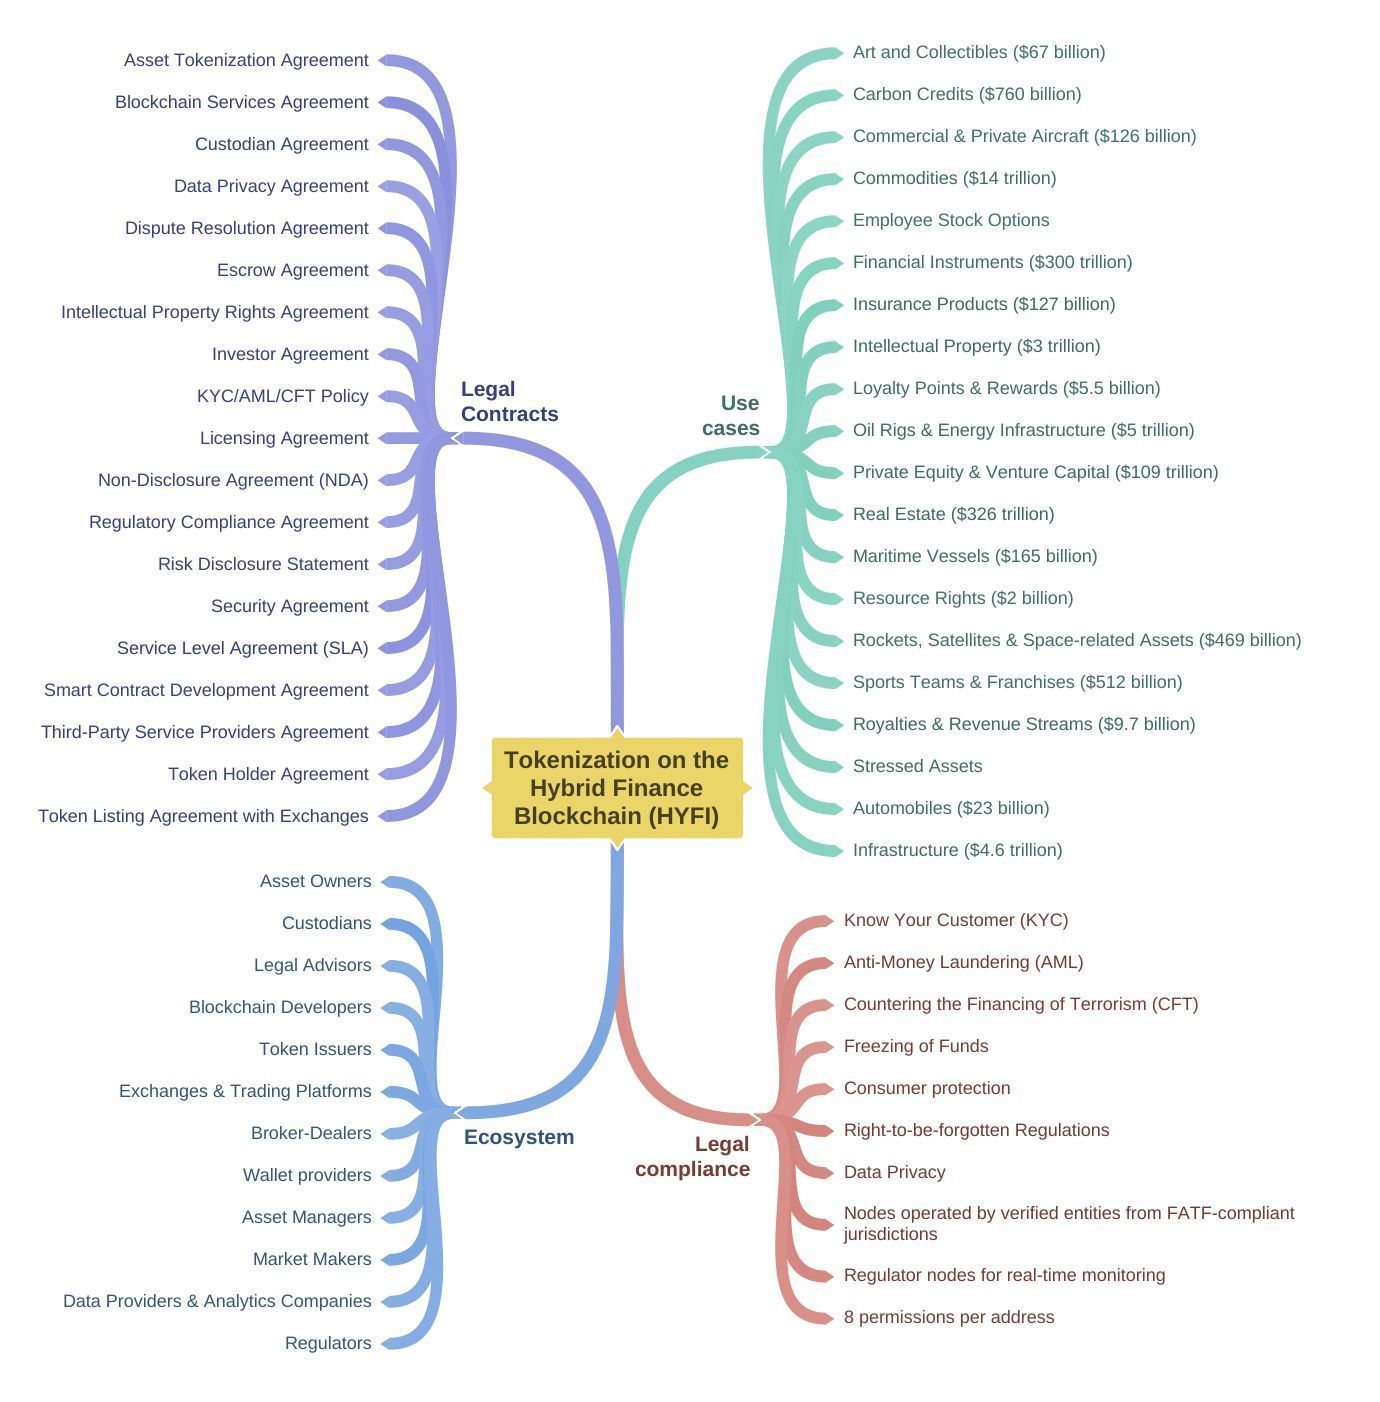 Asset Tokenization Agreement
Blockchain Services Agreement
Custodian Agreement
Data Privacy Agreement
Dispute Resolution Agreement
Escrow Agreement
Intellectual Property Rights Agreement
Investor Agreement
KYC/AML/CFT Policy
Licensing Agreement
Non-Disclosure Agreement (NDA)
Regulatory Compliance Agreement
Risk Disclosure Statement
Security Agreement
Service Level Agreement (SLA)
Smart Contract Development Agreement
Third-Party Service Providers Agreement
Token Holder Agreement
Token Listing Agreement with Exchanges
Legal
Contracts
Use
cases
Art and Collectibles ($67 billion)
Carbon Credits ($760 billion)
Commercial & Private Aircraft ($126 billion)
Commodities ($14 trillion)
Employee Stock Options
Financial Instruments ($300 trillion)
Insurance Products ($127 billion)
Intellectual Property ($3 trillion)
Loyalty Points & Rewards ($5.5 billion)
Oil Rigs & Energy Infrastructure ($5 trillion)
Private Equity & Venture Capital ($109 trillion)
Real Estate ($326 trillion)
Maritime Vessels ($165 billion)
Resource Rights ($2 billion)
Rockets, Satellites & Space-related Assets ($469 billion)
Sports Teams & Franchises ($512 billion)
Royalties & Revenue Streams ($9.7 billion)
Stressed Assets
Automobiles ($23 billion)
Infrastructure ($4.6 trillion)
Tokenization on the
Hybrid Finance
Blockchain (HYFI)
Asset Owners
Custodians
Legal Advisors
Blockchain Developers
Token Issuers
Exchanges & Trading Platforms
Broker-Dealers
Wallet providers
Asset Managers
Market Makers
Data Providers & Analytics Companies
Regulators
Ecosystem
Legal
compliance
Know Your Customer (KYC)
Anti-Money Laundering (AML)
Countering the Financing of Terrorism (CFT)
Freezing of Funds
Consumer protection
Right-to-be-forgotten Regulations
Data Privacy
Nodes operated by verified entities from FATF-compliant
jurisdictions
Regulator nodes for real-time monitoring
8 permissions per address